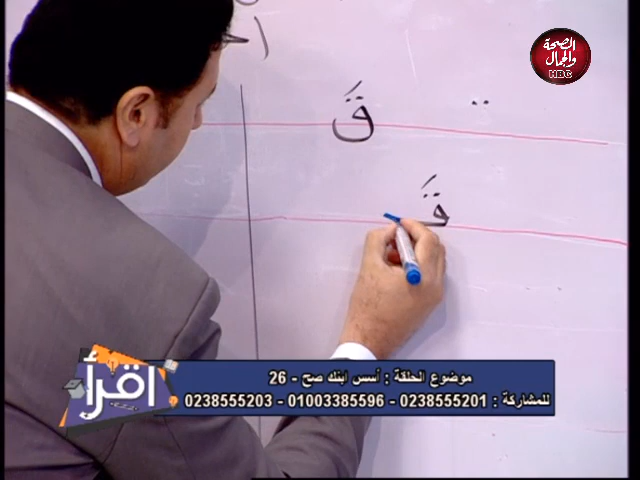 الصحة
والجمال
HBC
قَ
قَ
اقرأ
موضوع الحلقة : أسس ابنك صح - 26
للمشاركة : 0238555201 - 01003385596 - 0238555203